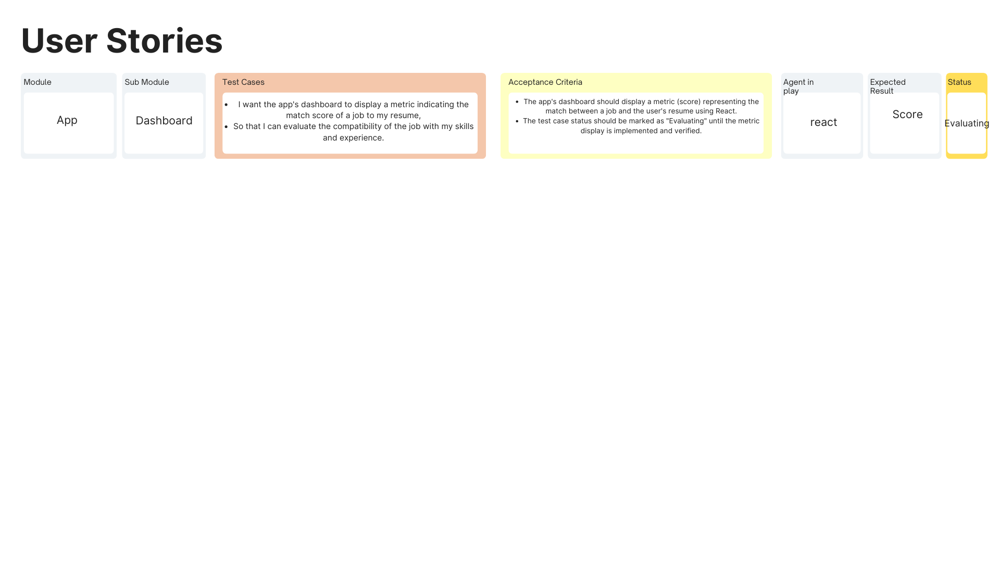 User Stories
Module
App
Sub Module
Dashboard
Test Cases
• I want the app's dashboard to display a metric indicating the
match score of a job to my resume,
• So that I can evaluate the compatibility of the job with my skills
and experience.
Acceptance Criteria
• The app's dashboard should display a metric (score) representing the
match between a job and the user's resume using React.
• The test case status should be marked as "Evaluating" until the metric
display is implemented and verified.
Agent in
play
react
Expected
Result
Score
Status
Evaluating